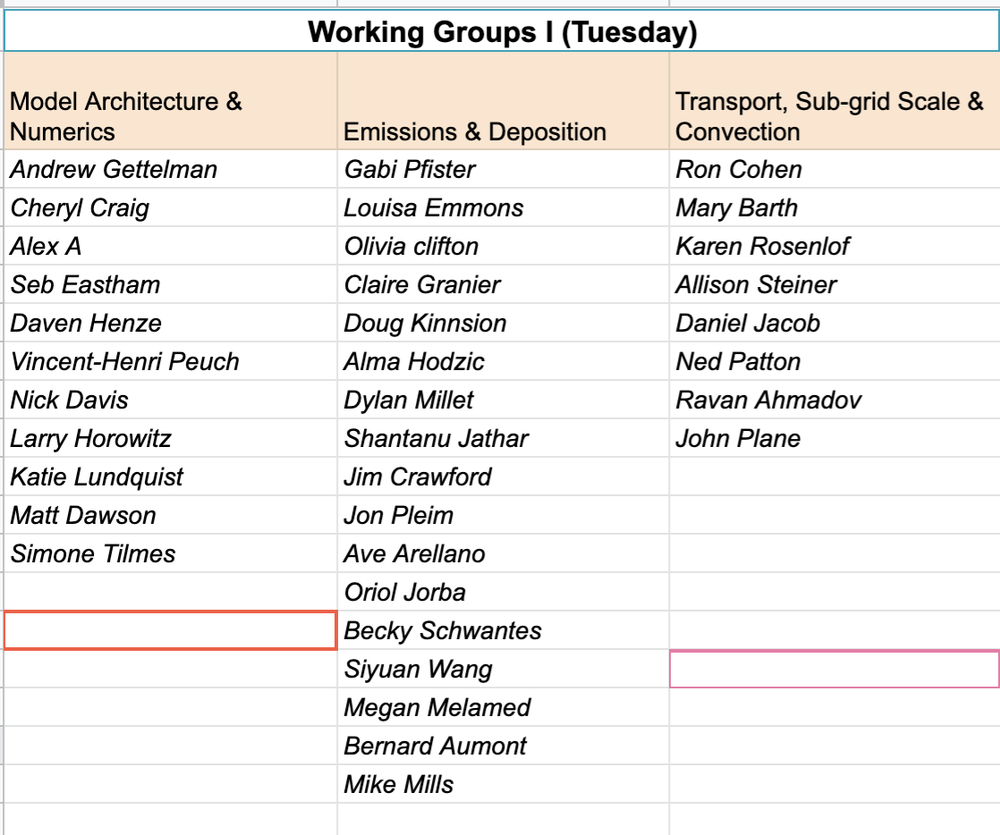 Working Groups I (Tuesday)
Model Architecture &
Numerics
Emissions & Deposition
Transport, Sub-grid Scale &
Convection
Andrew Gettelman
Gabi Pfister
Ron Cohen
Cheryl Craig
Louisa Emmons
Mary Barth
Alex A
Olivia clifton
Karen Rosenlof
Seb Eastham
Claire Granier
Allison Steiner
Daven Henze
Doug Kinnsion
Daniel Jacob
Vincent-Henri Peuch
Alma Hodzic
Ned Patton
Nick Davis
Dylan Millet
Ravan Ahmadov
Larry Horowitz
Shantanu Jathar
John Plane
Katie Lundquist
Jim Crawford
Matt Dawson
Jon Pleim
Simone Tilmes
Ave Arellano
Oriol Jorba
Becky Schwantes
Siyuan Wang
Megan Melamed
Bernard Aumont
Mike Mills